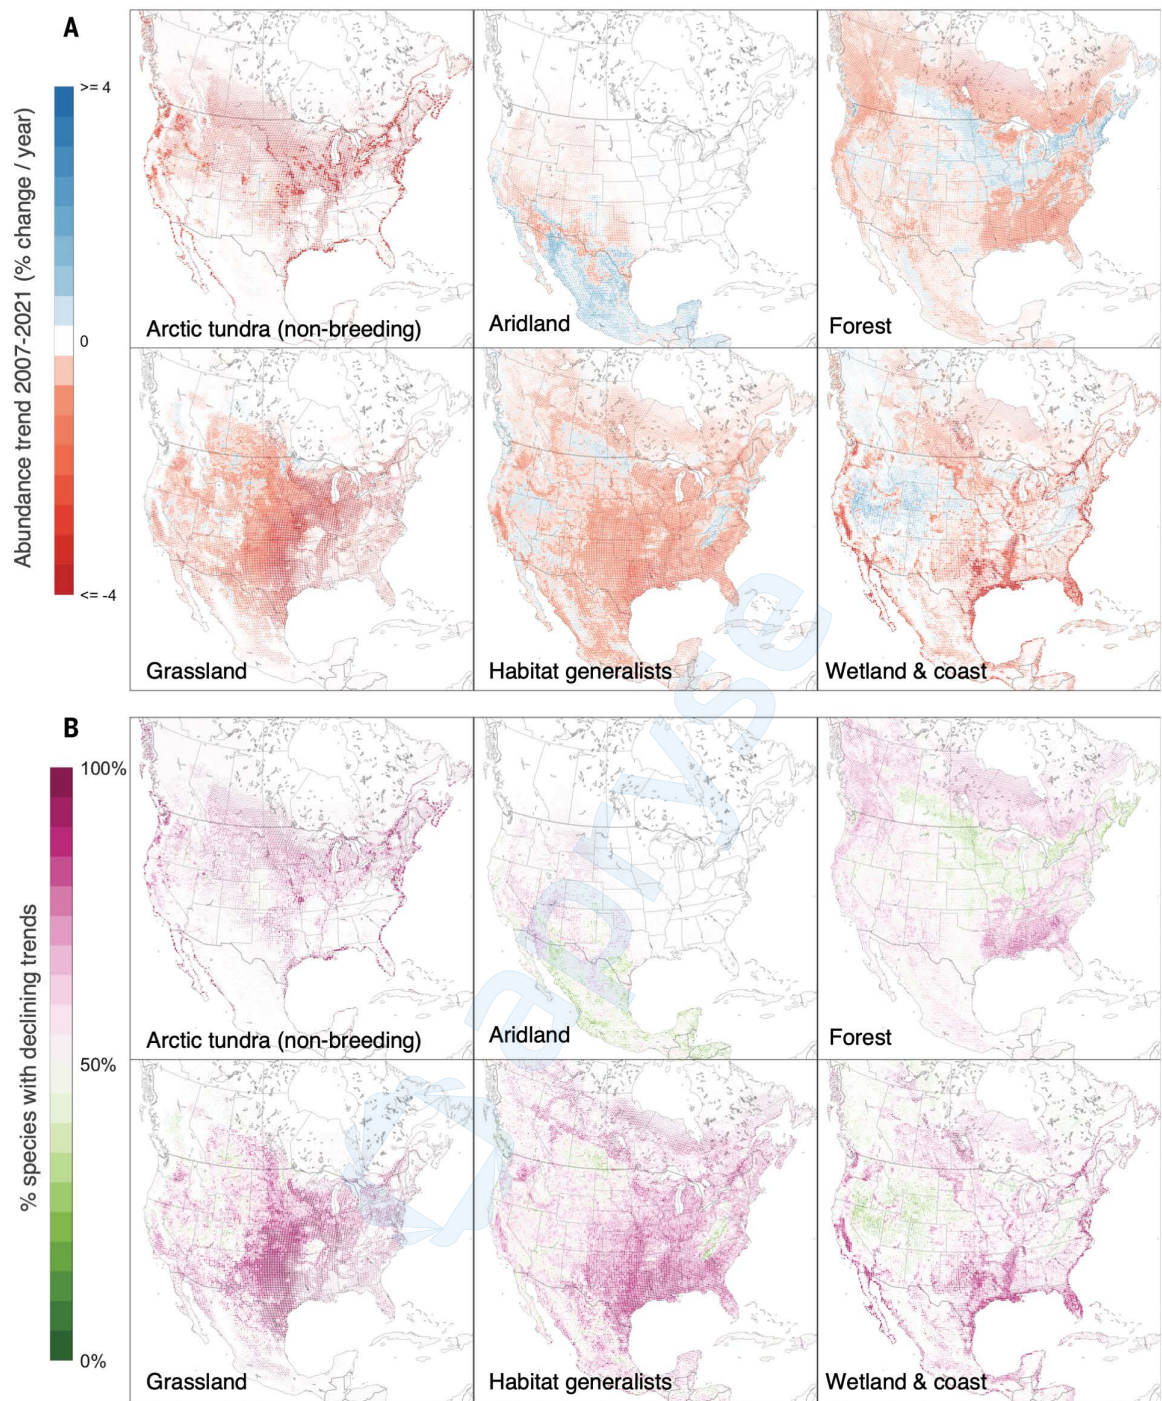 A
Abundance trend 2007-2021 (% change / year)
>= 4
0
<= -4
Arctic tundra (non-breeding)
Aridland
Forest
Grassland
Habitat generalists
Wetland & coast
B
% species with declining trends
100%
50%
0%
Arctic tundra (non-breeding)
Aridland
Forest
Grassland
Habitat generalists
Wetland & coast
apryse